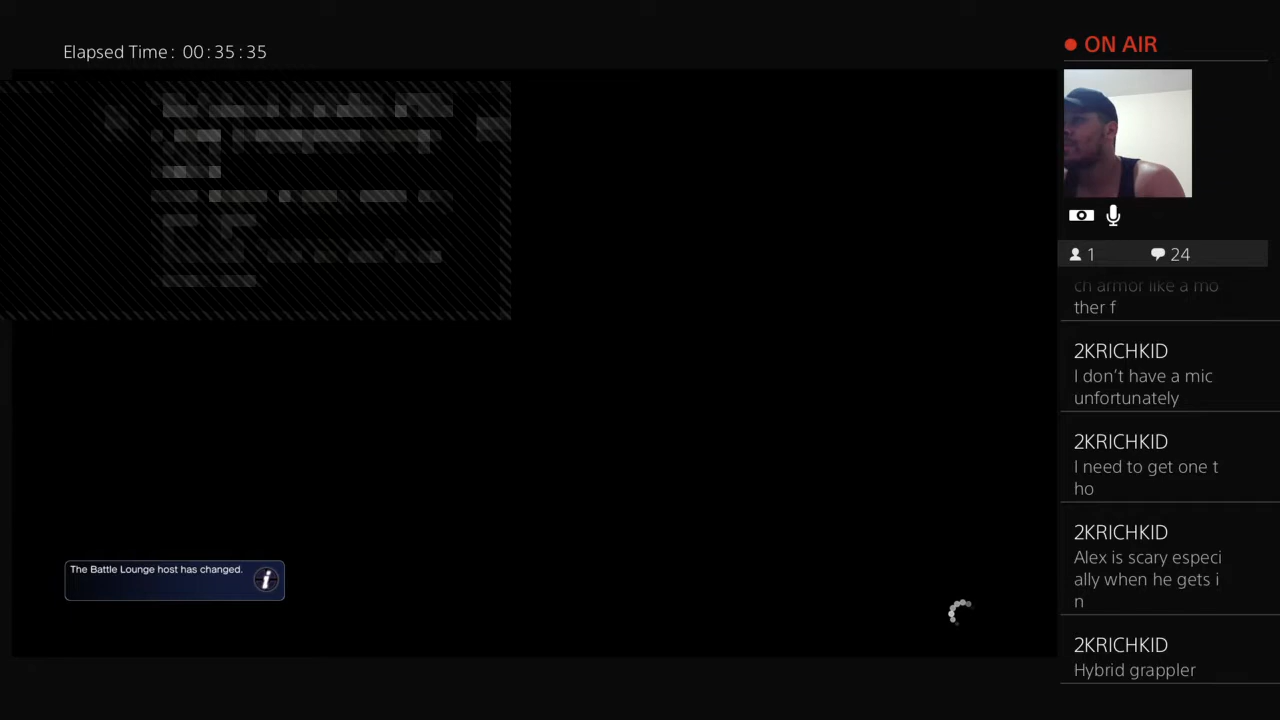 Elapsed Time: 00:35:35
ON AIR
1 24
ch armor like a mo
ther f
2KRICHKID
I don't have a mic
unfortunately
2KRICHKID
I need to get one t
ho
2KRICHKID
Alex is scary especi
ally when he gets i
n
2KRICHKID
Hybrid grappler
The Battle Lounge host has changed.